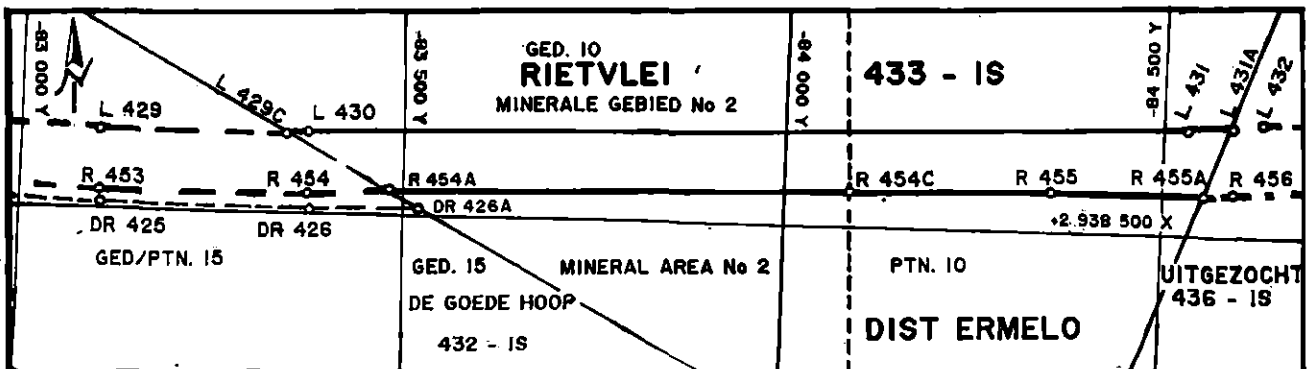 -83 000 Y
N
GED. 10
RIETVLEI
MINERALE GEBIED No 2
433 - IS
-83 500 Y
-84 000 Y
-84 500 Y
L 429
L 429C
L 430
L 431
L 431A
L 432
R 453
R 454
R 454A
R 454C
R 455
R 455A
R 456
DR 425
DR 426
DR 426A
+2.938 500 X
GED/PTN. 15
GED. 15
MINERAL AREA No 2
PTN. 10
UITGEZOCHT
436 - IS
DE GOEDE HOOP
432 - IS
DIST ERMELO